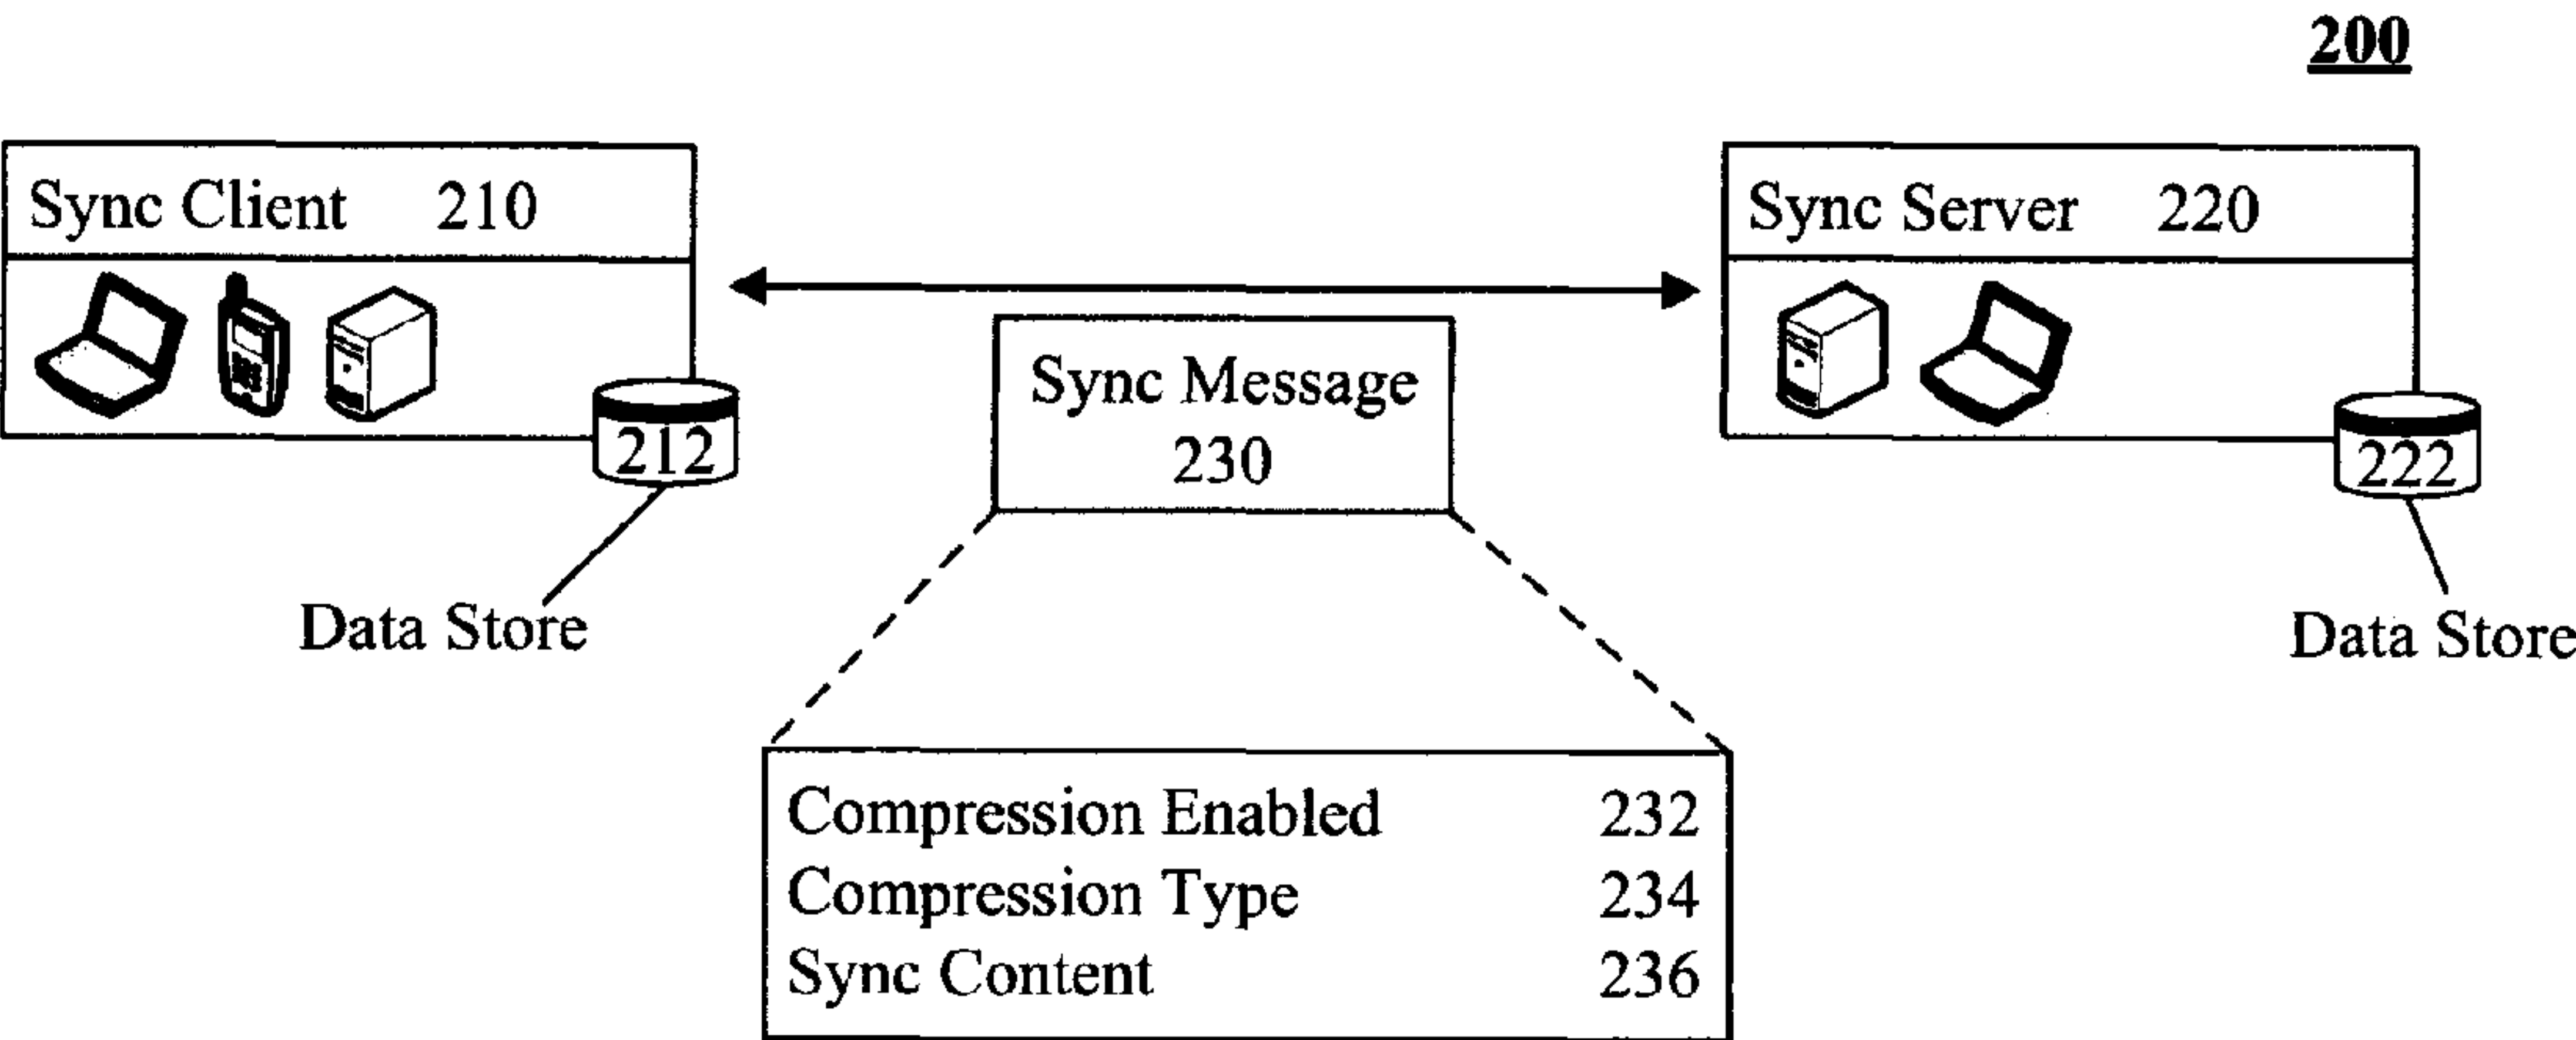 200
Sync Client 210
Sync Server 220
Sync Message
230
212
222
Data Store
Data Store
Compression Enabled 232
Compression Type 234
Sync Content 236